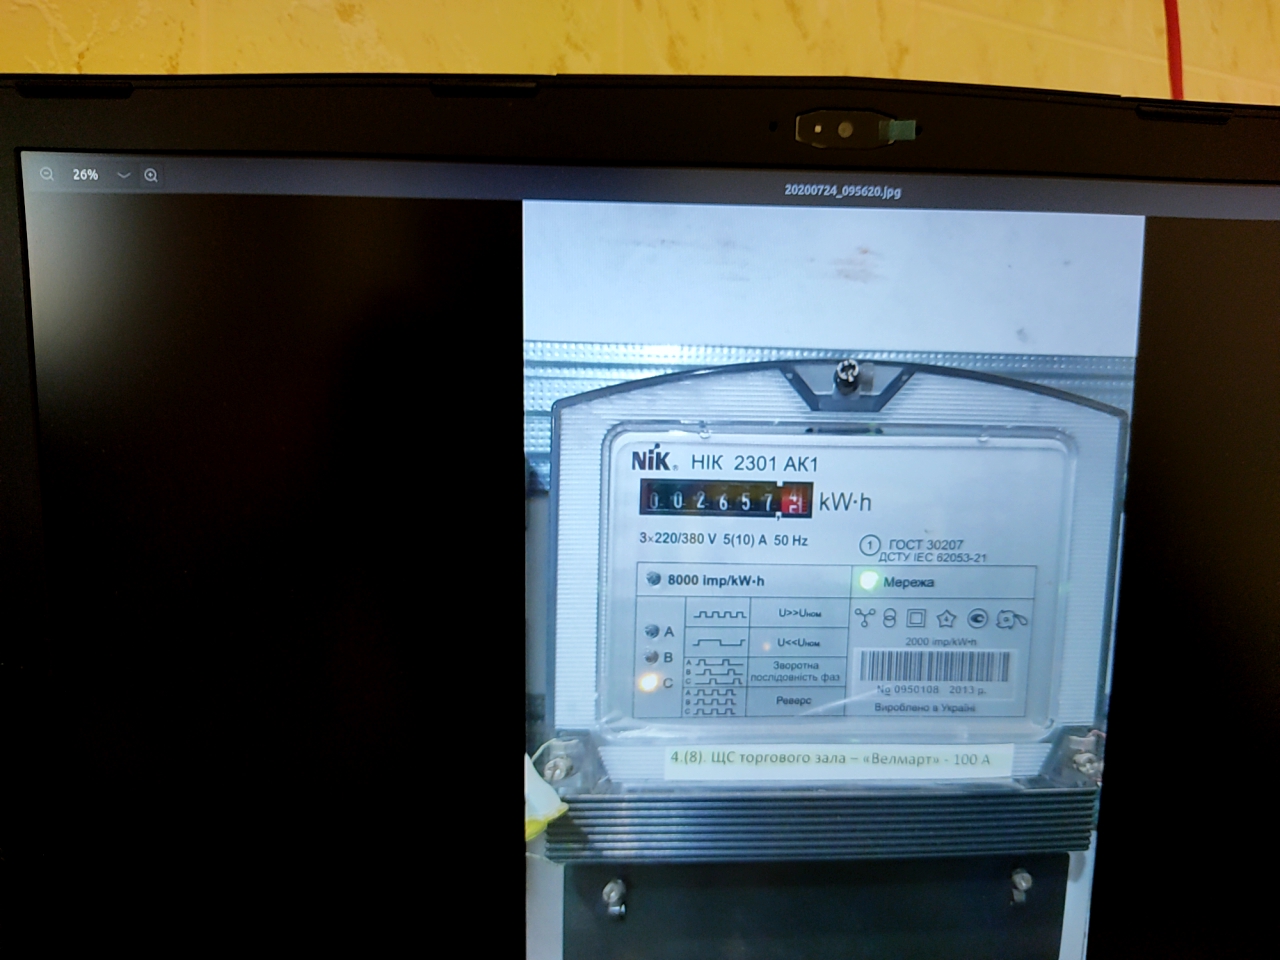 26%
20200724_095620.jpg
NiK® НІК 2301 АК1
002657 kW·h
3×220/380 V 5(10) A 50 Hz
1 ГОСТ 30207
ДСТУ IEC 62053-21
8000 imp/kW·h
Мережа
A
U>>Uном
B
U<<Uном
C
A
B
C
Зворотна
послідовність фаз
A
B
C
Реверс
2000 imp/kW·h
№ 0950108 2013 р.
Вироблено в Україні
4.(8). ЩС торгового зала – «Велмарт» - 100 А